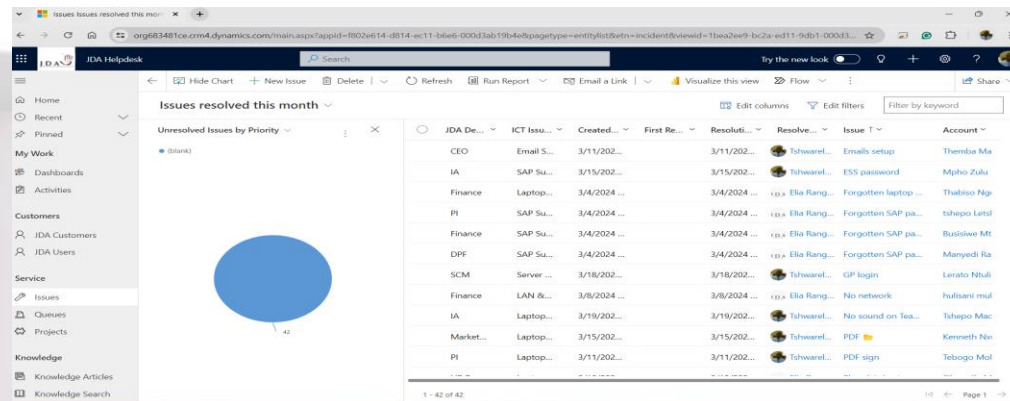 Issues Issues resolved this mon
org683481ce.crm4.dynamics.com/main.aspx?appid=f802e614-d814-ec11-b6e6-000d3ab19b4e&pagetype=entitylist&etn=incident&viewid=1bea2ee9-bc2a-ed11-9db1-000d3...
JDA JDA Helpdesk Search Try the new look
Hide Chart New Issue Delete Refresh Run Report Email a Link Visualize this view Flow Share
Home
Recent
Pinned
My Work
Dashboards
Activities
Customers
JDA Customers
JDA Users
Service
Issues
Queues
Projects
Knowledge
Knowledge Articles
Knowledge Search
Issues resolved this month Edit columns Edit filters Filter by keyword
Unresolved Issues by Priority
(blank)
42
JDA De... ICT Issu... Created... First Re... Resoluti... Resolve... Issue ↑ Account
CEO Email S... 3/11/202... 3/11/202... Tshwarel... Emails setup Themba Ma
IA SAP Su... 3/15/202... 3/15/202... Tshwarel... ESS password Mpho Zulu
Finance Laptop... 3/4/2024 ... 3/4/2024 ... Elia Rang... Forgotten laptop ... Thabiso Ng
PI SAP Su... 3/4/2024 ... 3/4/2024 ... Elia Rang... Forgotten SAP pa... tshepo Letsl
Finance SAP Su... 3/4/2024 ... 3/4/2024 ... Elia Rang... Forgotten SAP pa... Busisiwe Mt
DPF SAP Su... 3/4/2024 ... 3/4/2024 ... Elia Rang... Forgotten SAP pa... Manyedi Ra
SCM Server ... 3/18/202... 3/18/202... Tshwarel... GP login Lerato Ntuli
Finance LAN &... 3/8/2024 ... 3/8/2024 ... Elia Rang... No network hulisani mul
IA Laptop... 3/19/202... 3/19/202... Tshwarel... No sound on Tea... Tshepo Mac
Market... Laptop... 3/15/202... 3/15/202... Tshwarel... PDF Kenneth Nx
PI Laptop... 3/11/202... 3/11/202... Tshwarel... PDF sign Tebogo Mol
1 - 42 of 42 Page 1